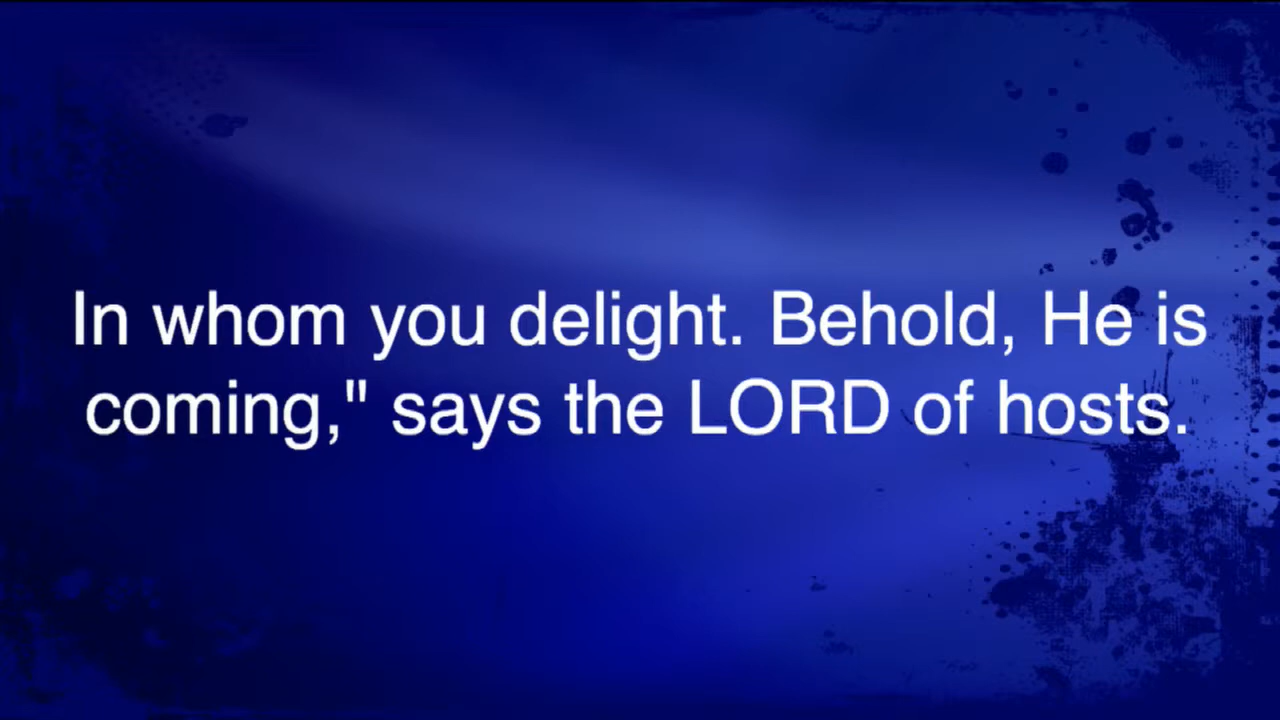 In whom you delight. Behold, He is
coming," says the LORD of hosts.